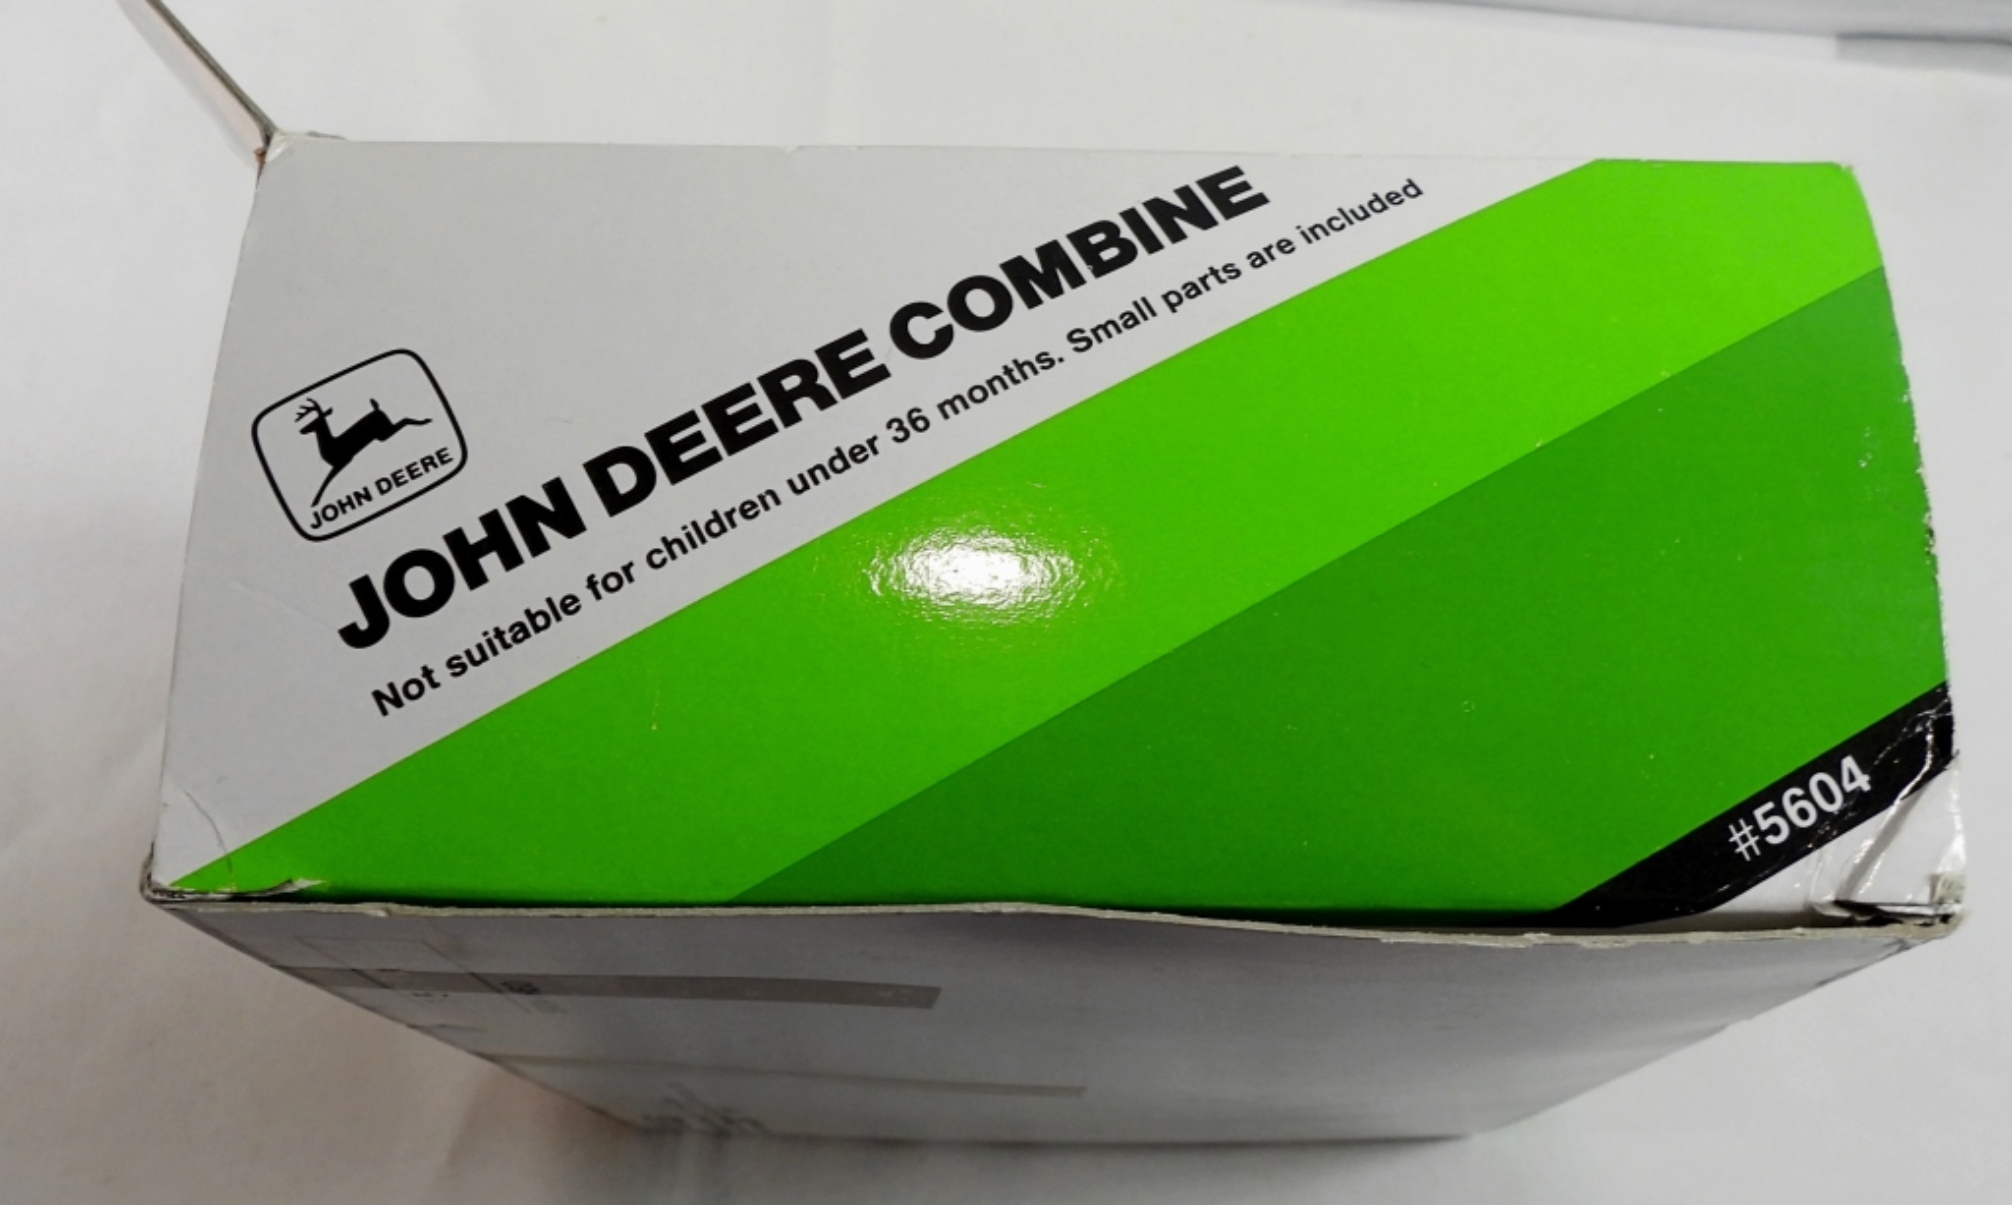 JOHN DEERE
JOHN DEERE COMBINE
Not suitable for children under 36 months. Small parts are included
#5604